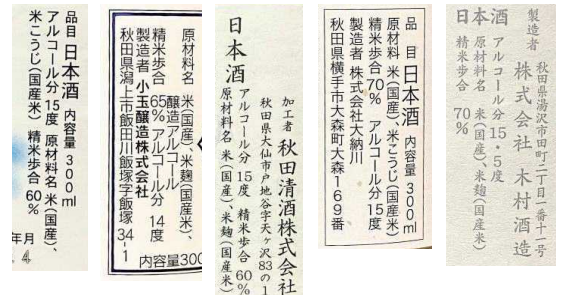 品目 日本酒 内容量 300ml
アルコール分 15度 原材料名 米(国産米)、
米こうじ(国産米) 精米歩合 60%
年月
. 4
原材料名 米(国産米)、米麹(国産米)、
醸造アルコール
精米歩合 65% アルコール分 14度
製造者 小玉醸造株式会社
秋田県潟上市飯田川飯塚字飯塚34-1
内容量300
日本酒
加工者 秋田清酒株式会社
秋田県大仙市戸地谷字天ヶ沢83の1
アルコール分 15度 精米歩合 60%
原材料名 米(国産米)、米麹(国産米)
品目 日本酒 内容量 300ml
原材料 米(国産米) 米こうじ(国産米)
精米歩合 70% アルコール分 15度
製造者 株式会社大納川
秋田県横手市大森町大森169番
製造者 秋田県湯沢市田町二丁目一番十一号
株式会社 木村酒造
日本酒
アルコール分 15.5度
原材料名 米(国産米)、米麹(国産米)
精米歩合 70%